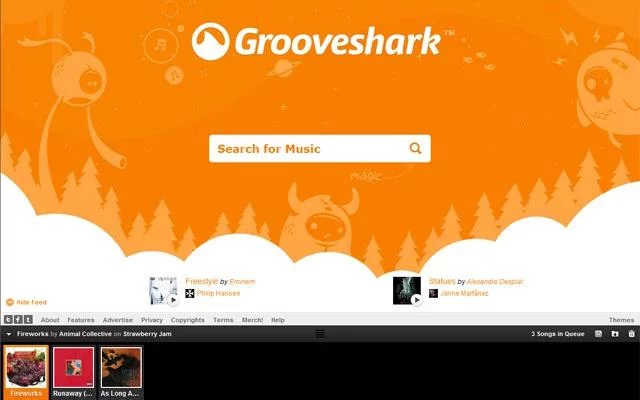 Grooveshark™
Search for Music
magic
Freestyle by Eminem
Philip Hansen
Statues by Alexandre Desplat
Jaime Martínez
Hide Feed
About Features Advertise Privacy Copyrights Terms Merch! Help Themes
Fireworks by Animal Collective on Strawberry Jam
3 Songs in Queue
Fireworks
Runaway (...
As Long A...